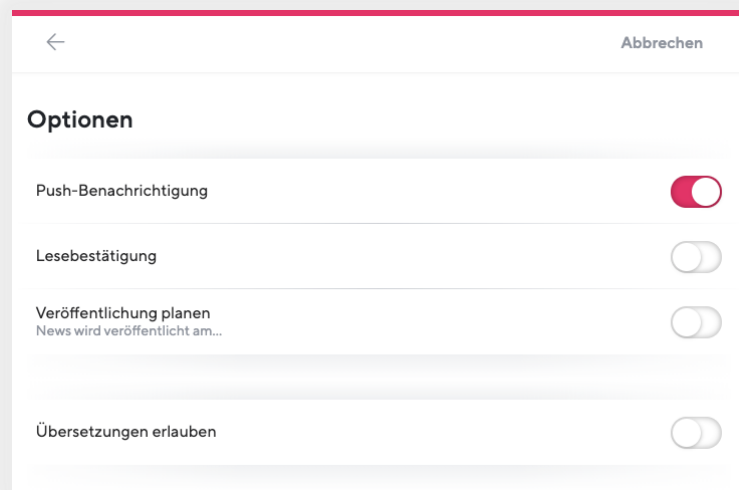 Abbrechen
Optionen
Push-Benachrichtigung
Lesebestätigung
Veröffentlichung planen
News wird veröffentlicht am...
Übersetzungen erlauben